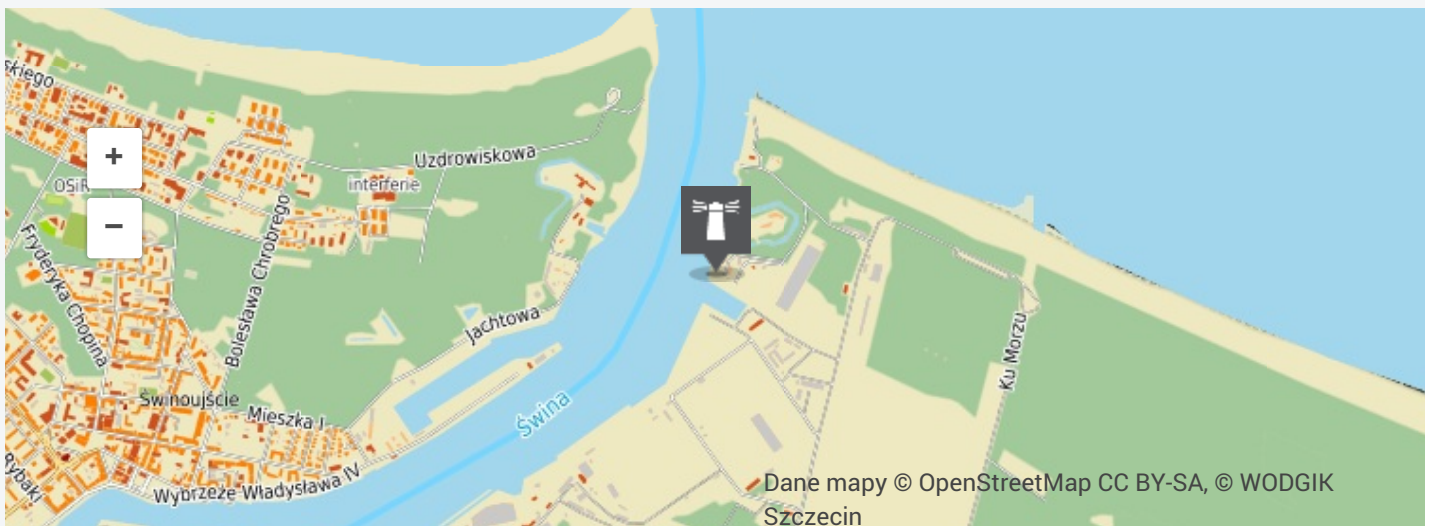 skiego
+
OSiR
−
Uzdrowiskowa
interferie
Fryderyka Chopina
Bolesława Chrobrego
Jachtowa
Ku Morzu
Świnoujście
Mieszka I
Świna
Rybaki
Wybrzeże Władysława IV
Dane mapy © OpenStreetMap CC BY-SA, © WODGIK
Szczecin